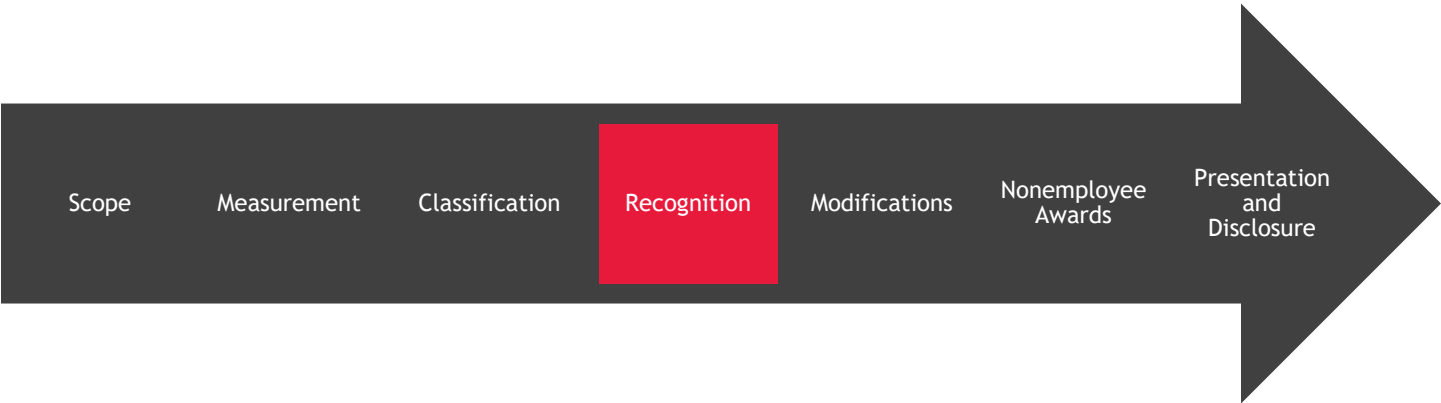 Scope
Measurement
Classification
Recognition
Modifications
Nonemployee
Awards
Presentation
and
Disclosure